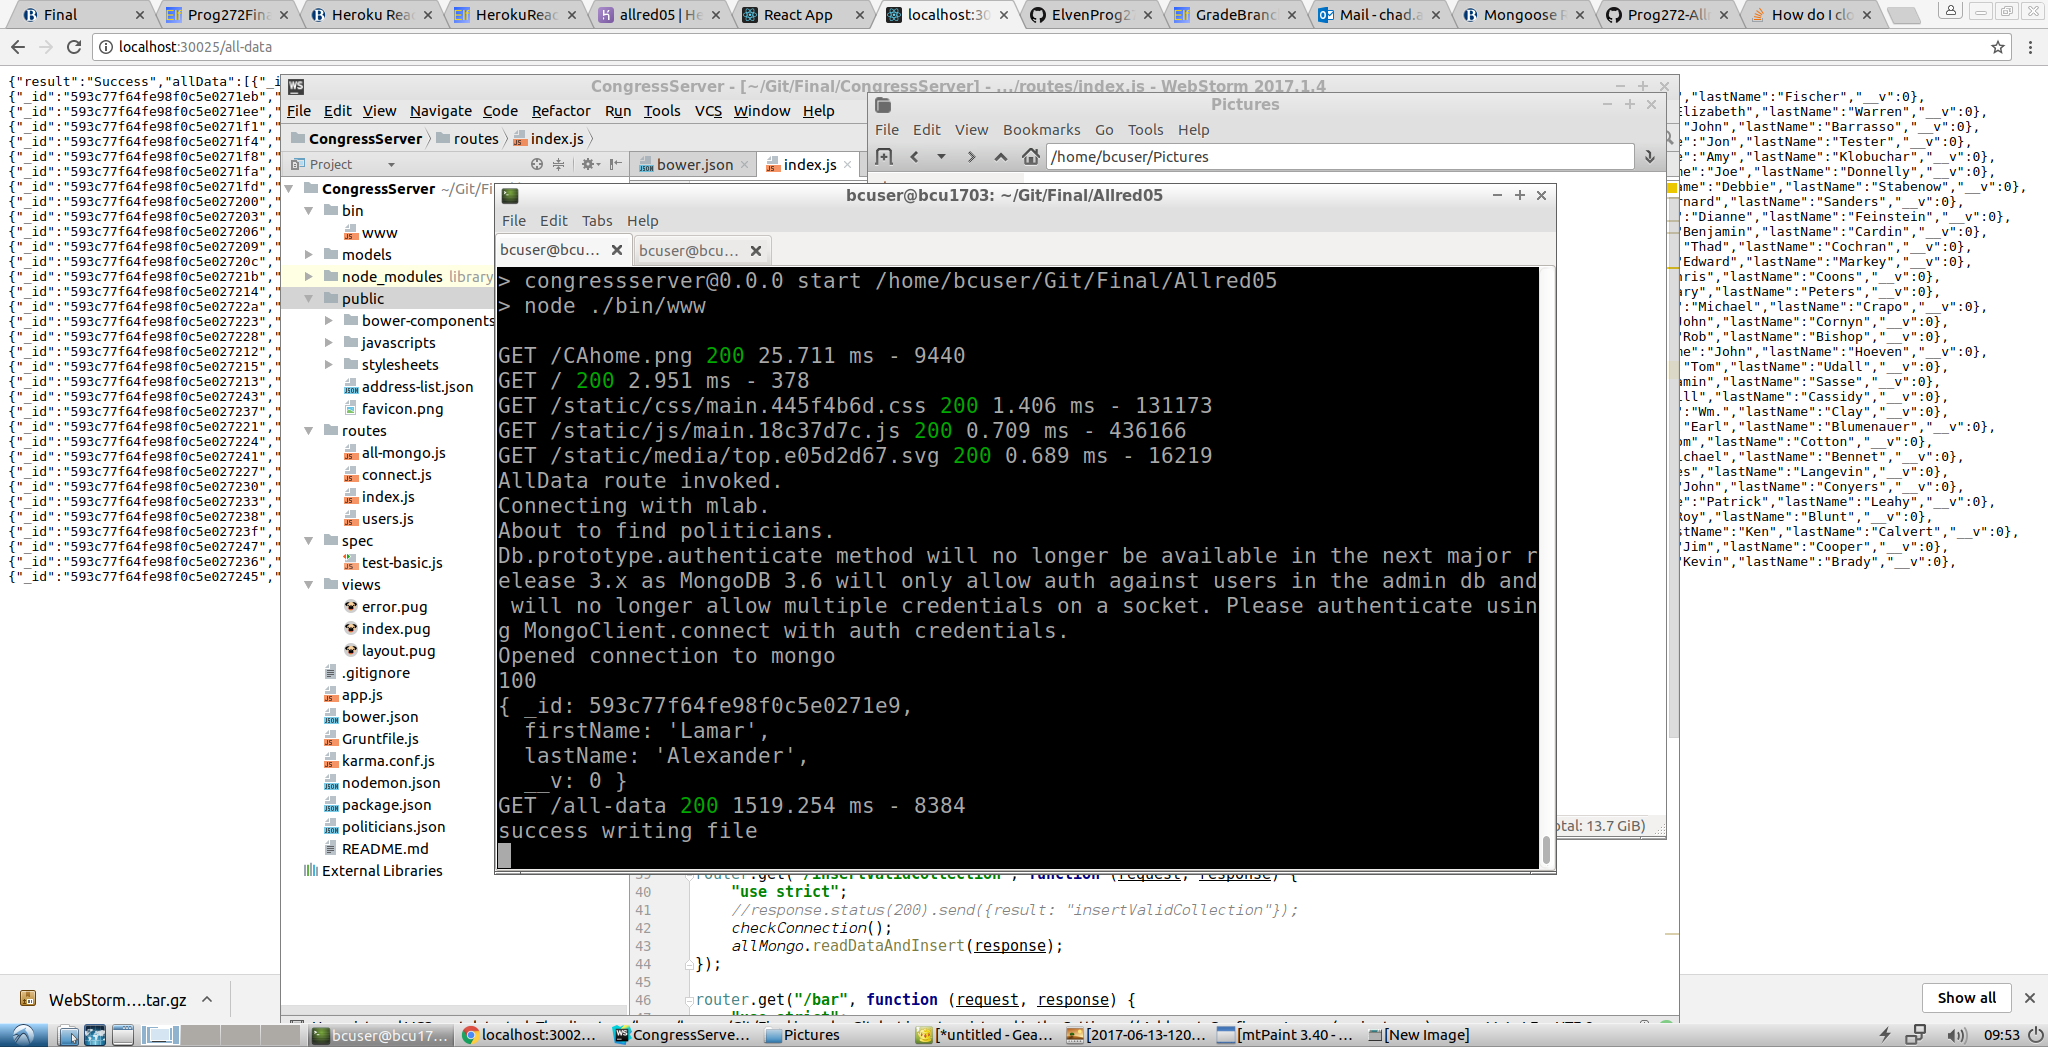 Final
Prog272Fina
Heroku Rea
HerokuReac
allred05 | He
React App
localhost:30
ElvenProg27
GradeBranc
Mail - chad.a
Mongoose R
Prog272-Allr
How do I clo
localhost:30025/all-data
{"result":"Success","allData":[{"_i
{"_id":"593c77f64fe98f0c5e0271eb","
{"_id":"593c77f64fe98f0c5e0271ee","
{"_id":"593c77f64fe98f0c5e0271f1","
{"_id":"593c77f64fe98f0c5e0271f4","
{"_id":"593c77f64fe98f0c5e0271f8","
{"_id":"593c77f64fe98f0c5e0271fa","
{"_id":"593c77f64fe98f0c5e0271fd","
{"_id":"593c77f64fe98f0c5e027200","
{"_id":"593c77f64fe98f0c5e027203","
{"_id":"593c77f64fe98f0c5e027206","
{"_id":"593c77f64fe98f0c5e027209","
{"_id":"593c77f64fe98f0c5e02720c","
{"_id":"593c77f64fe98f0c5e02721b","
{"_id":"593c77f64fe98f0c5e027214","
{"_id":"593c77f64fe98f0c5e02722a","
{"_id":"593c77f64fe98f0c5e027223","
{"_id":"593c77f64fe98f0c5e027228","
{"_id":"593c77f64fe98f0c5e027212","
{"_id":"593c77f64fe98f0c5e027215","
{"_id":"593c77f64fe98f0c5e027213","
{"_id":"593c77f64fe98f0c5e027243","
{"_id":"593c77f64fe98f0c5e027237","
{"_id":"593c77f64fe98f0c5e027221","
{"_id":"593c77f64fe98f0c5e027224","
{"_id":"593c77f64fe98f0c5e027241","
{"_id":"593c77f64fe98f0c5e027227","
{"_id":"593c77f64fe98f0c5e027230","
{"_id":"593c77f64fe98f0c5e027233","
{"_id":"593c77f64fe98f0c5e027238","
{"_id":"593c77f64fe98f0c5e02723f","
{"_id":"593c77f64fe98f0c5e027247","
{"_id":"593c77f64fe98f0c5e027236","
{"_id":"593c77f64fe98f0c5e027245","
CongressServer - [~/Git/Final/CongressServer] - .../routes/index.js - WebStorm 2017.1.4
File Edit View Navigate Code Refactor Run Tools VCS Window Help
CongressServer
routes
index.js
Project
bower.json
index.js
CongressServer ~/Git/Fi
bin
www
models
node_modules library
public
bower-components
javascripts
stylesheets
address-list.json
favicon.png
routes
all-mongo.js
connect.js
index.js
users.js
spec
test-basic.js
views
error.pug
index.pug
layout.pug
.gitignore
app.js
bower.json
Gruntfile.js
karma.conf.js
nodemon.json
package.json
politicians.json
README.md
External Libraries
Pictures
File Edit View Bookmarks Go Tools Help
/home/bcuser/Pictures
otal: 13.7 GiB)
bcuser@bcu1703: ~/Git/Final/Allred05
File Edit Tabs Help
bcuser@bcu...
bcuser@bcu...
> congressserver@0.0.0 start /home/bcuser/Git/Final/Allred05
> node ./bin/www
GET /CAhome.png 200 25.711 ms - 9440
GET / 200 2.951 ms - 378
GET /static/css/main.445f4b6d.css 200 1.406 ms - 131173
GET /static/js/main.18c37d7c.js 200 0.709 ms - 436166
GET /static/media/top.e05d2d67.svg 200 0.689 ms - 16219
AllData route invoked.
Connecting with mlab.
About to find politicians.
Db.prototype.authenticate method will no longer be available in the next major r
elease 3.x as MongoDB 3.6 will only allow auth against users in the admin db and
will no longer allow multiple credentials on a socket. Please authenticate usin
g MongoClient.connect with auth credentials.
Opened connection to mongo
100
{ _id: 593c77f64fe98f0c5e0271e9,
firstName: 'Lamar',
lastName: 'Alexander',
__v: 0 }
GET /all-data 200 1519.254 ms - 8384
success writing file
","lastName":"Fischer","__v":0},
Elizabeth","lastName":"Warren","__v":0},
"John","lastName":"Barrasso","__v":0},
e":"Jon","lastName":"Tester","__v":0},
":"Amy","lastName":"Klobuchar","__v":0},
me":"Joe","lastName":"Donnelly","__v":0},
ame":"Debbie","lastName":"Stabenow","__v":0},
rnard","lastName":"Sanders","__v":0},
":"Dianne","lastName":"Feinstein","__v":0},
"Benjamin","lastName":"Cardin","__v":0},
"Thad","lastName":"Cochran","__v":0},
"Edward","lastName":"Markey","__v":0},
hris","lastName":"Coons","__v":0},
ary","lastName":"Peters","__v":0},
:"Michael","lastName":"Crapo","__v":0},
John","lastName":"Cornyn","__v":0},
"Rob","lastName":"Bishop","__v":0},
me":"John","lastName":"Hoeven","__v":0},
"Tom","lastName":"Udall","__v":0},
amin","lastName":"Sasse","__v":0},
ill","lastName":"Cassidy","__v":0},
":"Wm.","lastName":"Clay","__v":0},
"Earl","lastName":"Blumenauer","__v":0},
om","lastName":"Cotton","__v":0},
ichael","lastName":"Bennet","__v":0},
es","lastName":"Langevin","__v":0},
"John","lastName":"Conyers","__v":0},
e":"Patrick","lastName":"Leahy","__v":0},
Roy","lastName":"Blunt","__v":0},
stName":"Ken","lastName":"Calvert","__v":0},
"Jim","lastName":"Cooper","__v":0},
"Kevin","lastName":"Brady","__v":0},
39 router.get("/insertValidCollection", function (request, response) {
40 "use strict";
41 //response.status(200).send({result: "insertValidCollection"});
42 checkConnection();
43 allMongo.readDataAndInsert(response);
44 });
45
46 router.get("/bar", function (request, response) {
WebStorm....tar.gz
Show all
bcuser@bcu17...
localhost:3002...
CongressServe...
Pictures
[*untitled - Gea...
[2017-06-13-120...
[mtPaint 3.40 - ...
[New Image]
09:53